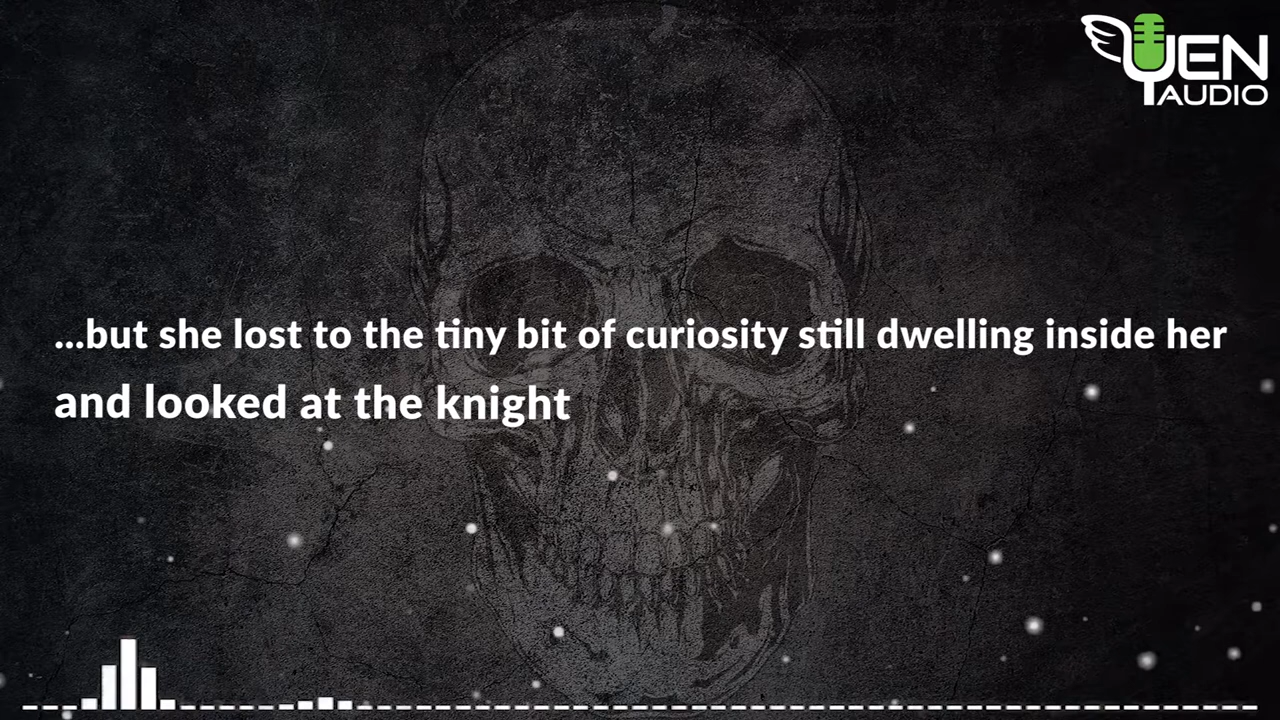 YUEN
AUDIO
...but she lost to the tiny bit of curiosity still dwelling inside her
and looked at the knight